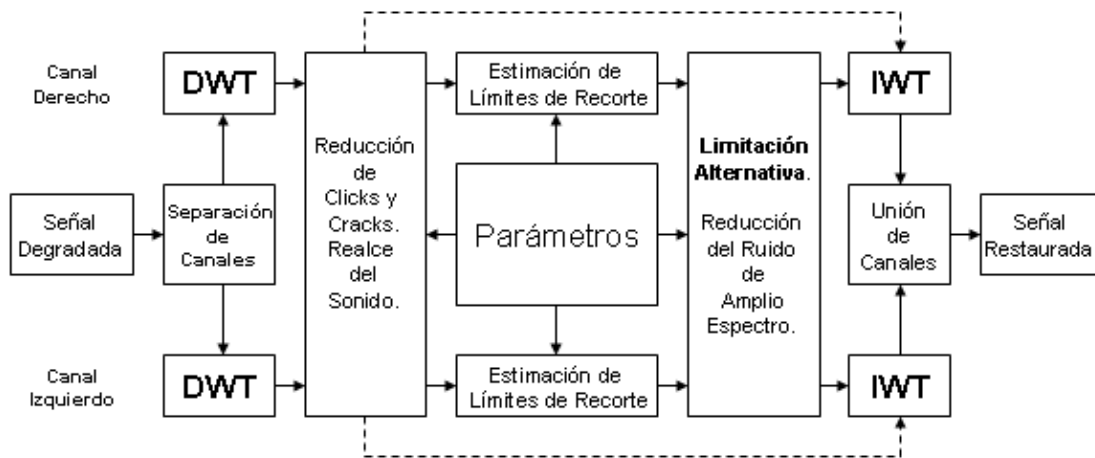 Canal
Derecho
DWT
Estimación de
Límites de Recorte
IWT
Reducción
de
Clicks y
Cracks.
Realce
del
Sonido.
Limitación
Alternativa.
Reducción
del Ruido
de
Amplio
Espectro.
Señal
Degradada
Separación
de
Canales
Parámetros
Unión
de
Canales
Señal
Restaurada
Canal
Izquierdo
DWT
Estimación de
Límites de Recorte
IWT